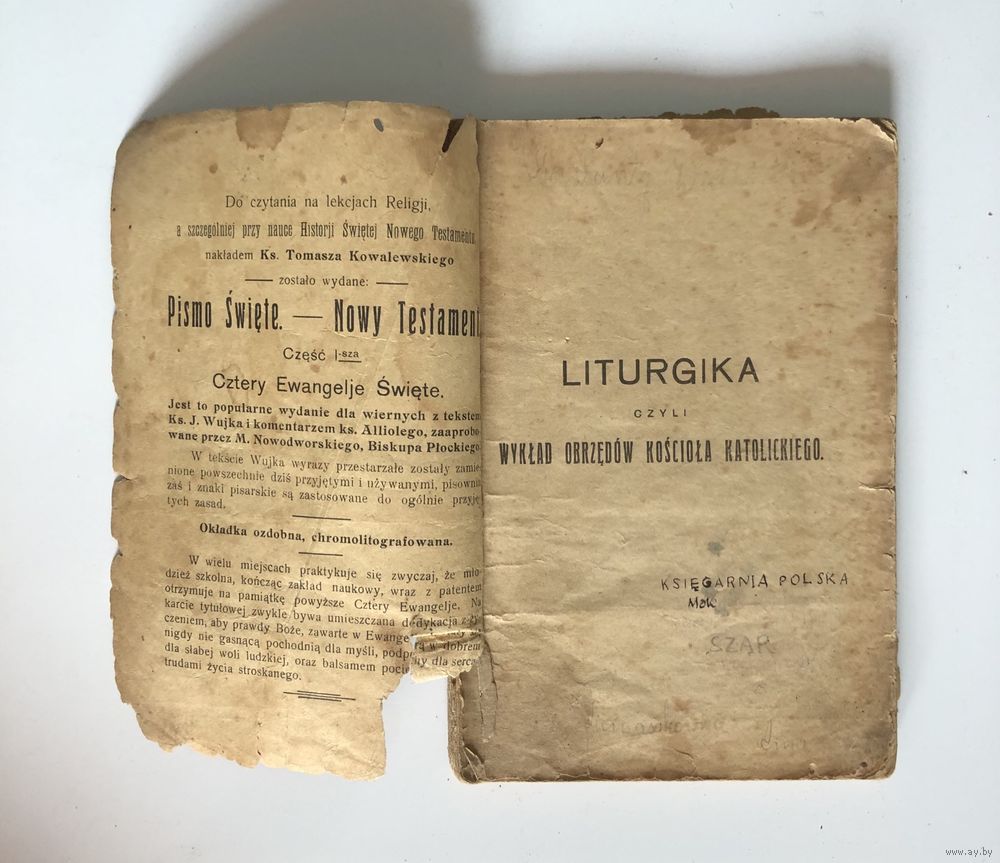 Do czytania na lekcjach Religji,
a szczególniej przy nauce Historji Świętej Nowego Testamentu,
nakładem Ks. Tomasza Kowalewskiego
— zostało wydane: —
Pismo Święte. — Nowy Testament
Część I-sza
Cztery Ewangelje Święte.
Jest to popularne wydanie dla wiernych z tekstem
Ks. J. Wujka i komentarzem ks. Alliolego, zaaprobo-
wane przez M. Nowodworskiego, Biskupa Płockiego
W tekście Wujka wyrazy przestarzałe zostały zamie-
nione powszechnie dziś przyjętymi i używanymi, pisownia
zaś i znaki pisarskie są zastosowane do ogólnie przyję
tych zasad.
Okładka ozdobna, chromolitografowana.
W wielu miejscach praktykuje się zwyczaj, że mło-
dzież szkolna, kończąc zakład naukowy, wraz z patentem
otrzymuje na pamiątkę powyższe Cztery Ewangelje. Na
karcie tytułowej zwykle bywa umieszczana dedykacja
czeniem, aby prawdy Boże, zawarte w
nigdy nie gasnącą pochodnią dla myśli, w dobrem
dla słabej woli ludzkiej, oraz balsamem dla serca
trudami życia stroskanego.
LITURGIKA
CZYLI
WYKŁAD OBRZĘDÓW KOŚCIOŁA KATOLICKIEGO.
KSIĘGARNIA POLSKA
Mak
SZAP
www.ay.by